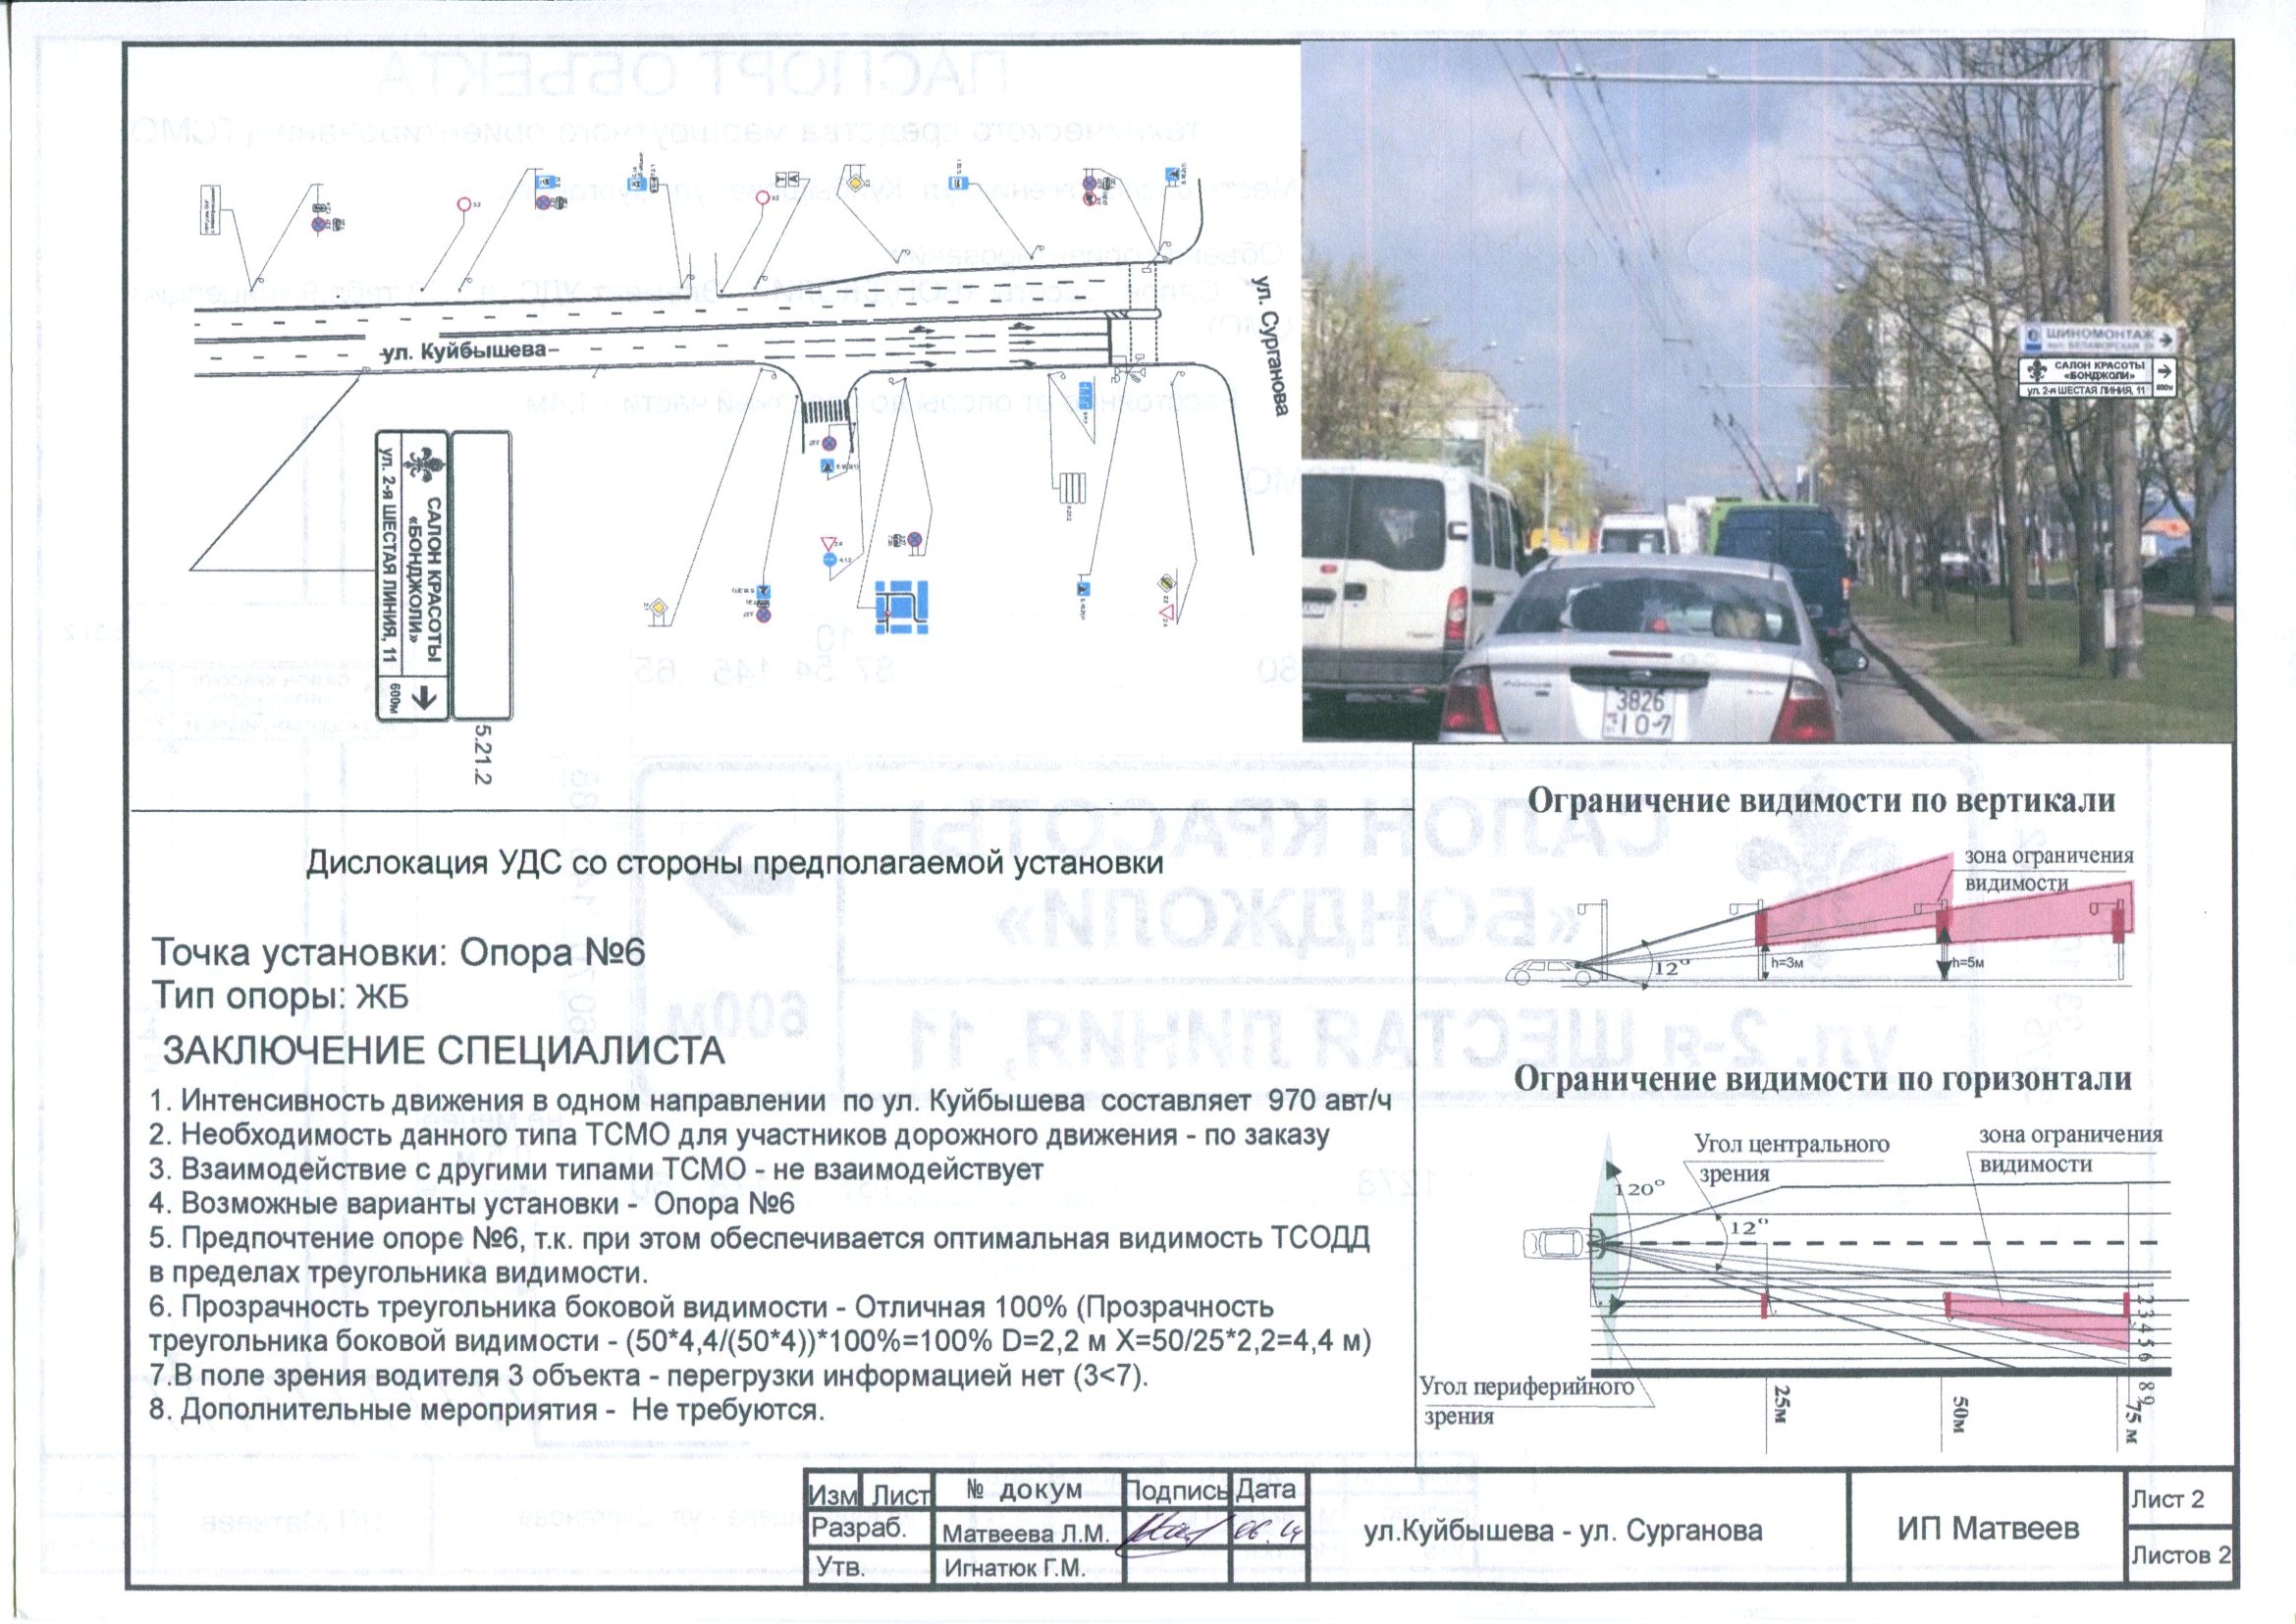 ул. Куйбышева
ул. Сурганова
САЛОН КРАСОТЫ
«БОНДЖОЛИ»
ул. 2-я ШЕСТАЯ ЛИНИЯ, 11
600м
5.21.2
ШИНОМОНТАЖ
САЛОН КРАСОТЫ
«БОНДЖОЛИ»
ул. 2-я ШЕСТАЯ ЛИНИЯ, 11
600м
3826
IO-7
Дислокация УДС со стороны предполагаемой установки
Точка установки: Опора №6
Тип опоры: ЖБ
ЗАКЛЮЧЕНИЕ СПЕЦИАЛИСТА
1. Интенсивность движения в одном направлении по ул. Куйбышева составляет 970 авт/ч
2. Необходимость данного типа ТСМО для участников дорожного движения - по заказу
3. Взаимодействие с другими типами ТСМО - не взаимодействует
4. Возможные варианты установки - Опора №6
5. Предпочтение опоре №6, т.к. при этом обеспечивается оптимальная видимость ТСОДД
в пределах треугольника видимости.
6. Прозрачность треугольника боковой видимости - Отличная 100% (Прозрачность
треугольника боковой видимости - (50*4,4/(50*4))*100%=100% D=2,2 м X=50/25*2,2=4,4 м)
7.В поле зрения водителя 3 объекта - перегрузки информацией нет (3<7).
8. Дополнительные мероприятия - Не требуются.
Ограничение видимости по вертикали
зона ограничения
видимости
12°
h=3м
h=5м
Ограничение видимости по горизонтали
Угол центрального
зрения
зона ограничения
видимости
120°
12°
1 2 3 4 5 6 8 9
Угол периферийного
зрения
25м
50м
75 м
Изм Лист № докум Подпись Дата
Разраб. Матвеева Л.М. 06.14
Утв. Игнатюк Г.М.
ул.Куйбышева - ул. Сурганова
ИП Матвеев
Лист 2
Листов 2